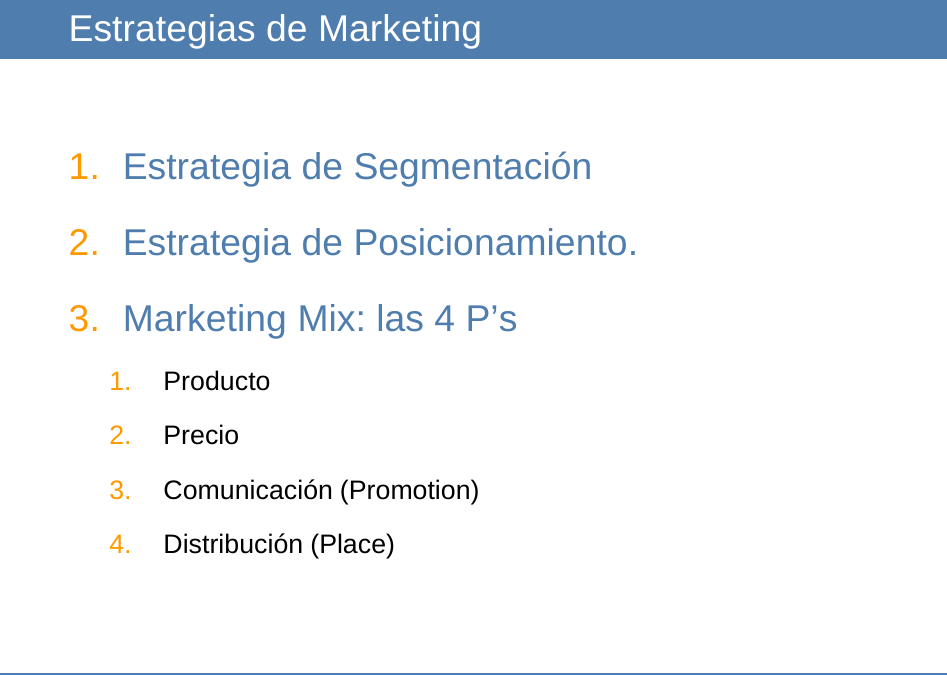 Estrategias de Marketing
1. Estrategia de Segmentación
2. Estrategia de Posicionamiento.
3. Marketing Mix: las 4 P’s
1. Producto
2. Precio
3. Comunicación (Promotion)
4. Distribución (Place)